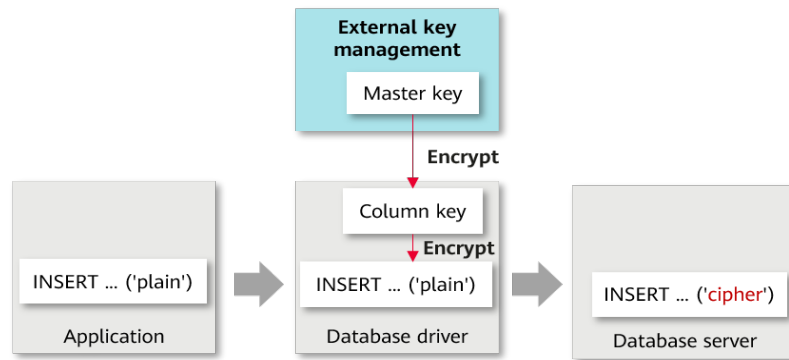 External key
management
Master key
Encrypt
Column key
Encrypt
INSERT ... ('plain')
INSERT ... ('plain')
INSERT ... ('cipher')
Application
Database driver
Database server